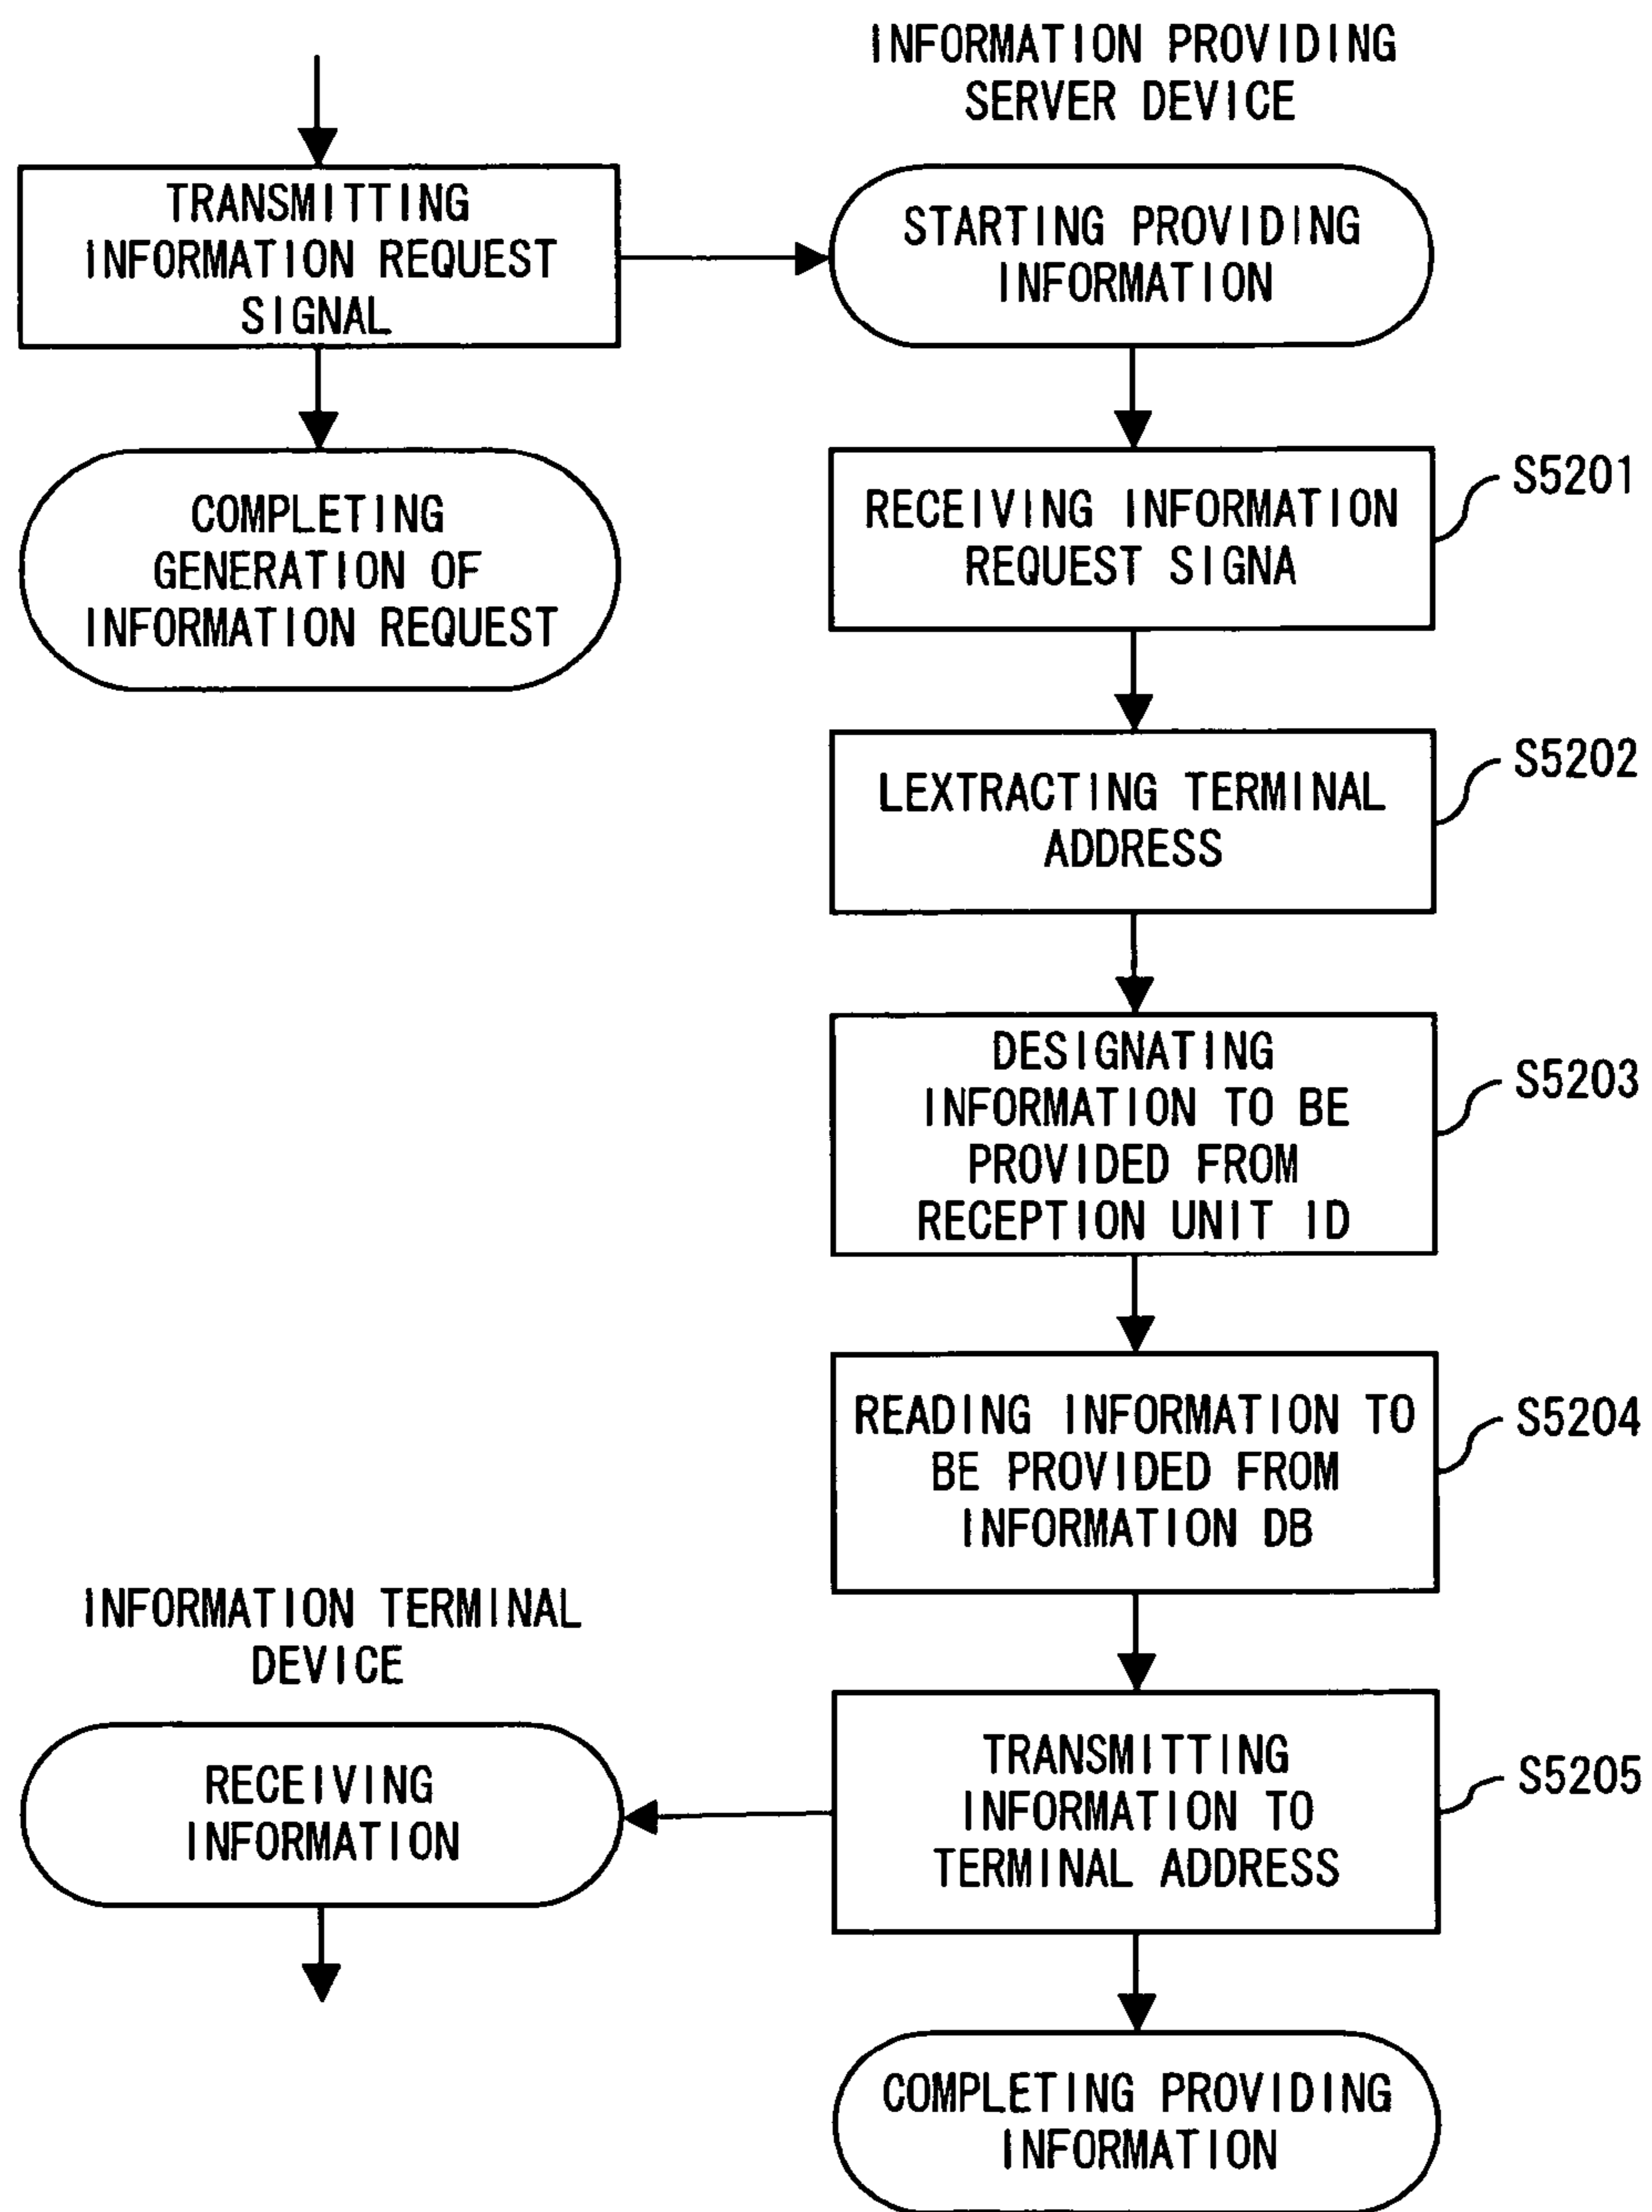 INFORMATION PROVIDING
SERVER DEVICE
TRANSMITTING
INFORMATION REQUEST
SIGNAL
STARTING PROVIDING
INFORMATION
COMPLETING
GENERATION OF
INFORMATION REQUEST
RECEIVING INFORMATION
REQUEST SIGNA
S5201
LEXTRACTING TERMINAL
ADDRESS
S5202
DESIGNATING
INFORMATION TO BE
PROVIDED FROM
RECEPTION UNIT ID
S5203
READING INFORMATION TO
BE PROVIDED FROM
INFORMATION DB
S5204
INFORMATION TERMINAL
DEVICE
RECEIVING
INFORMATION
TRANSMITTING
INFORMATION TO
TERMINAL ADDRESS
S5205
COMPLETING PROVIDING
INFORMATION